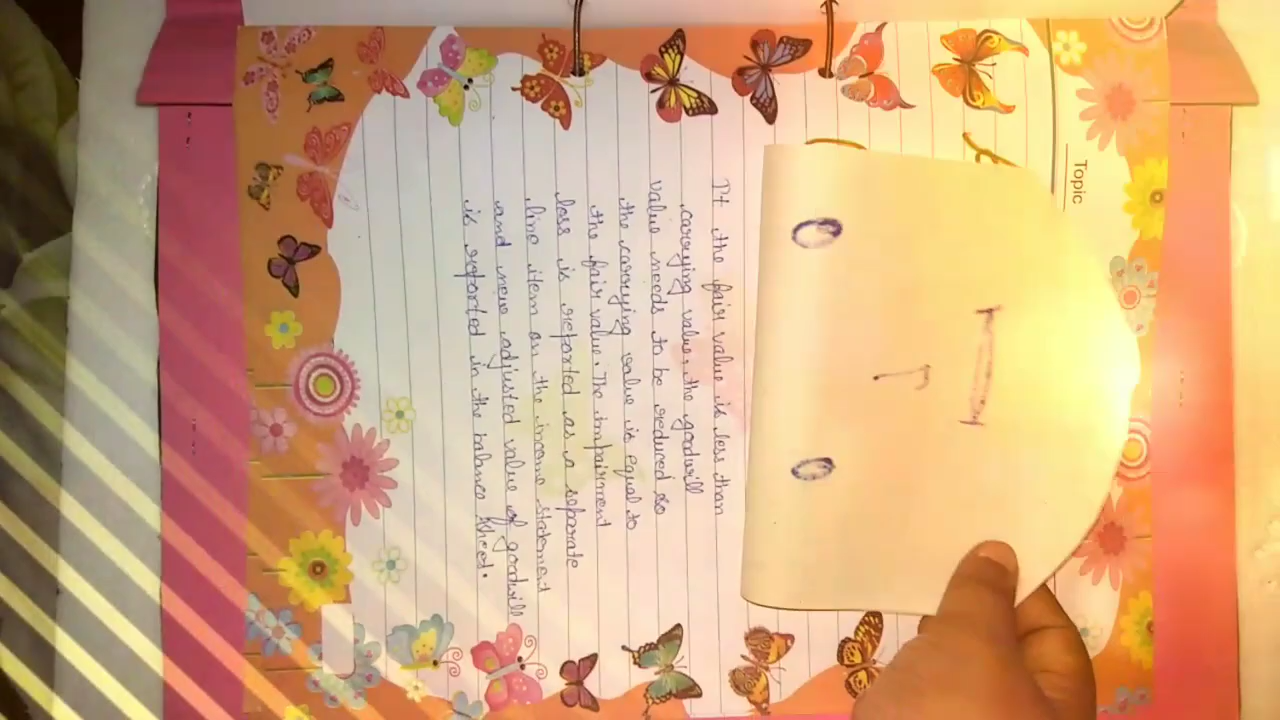 Topic
It the fair value is less than
carrying value, the goodwill
value needs to be reduced so
the carrying value is equal to
the fair value. The impairment
loss is reported as a separate
line item on the income statement
and new adjusted value of goodwill
is reported in the balance sheet.